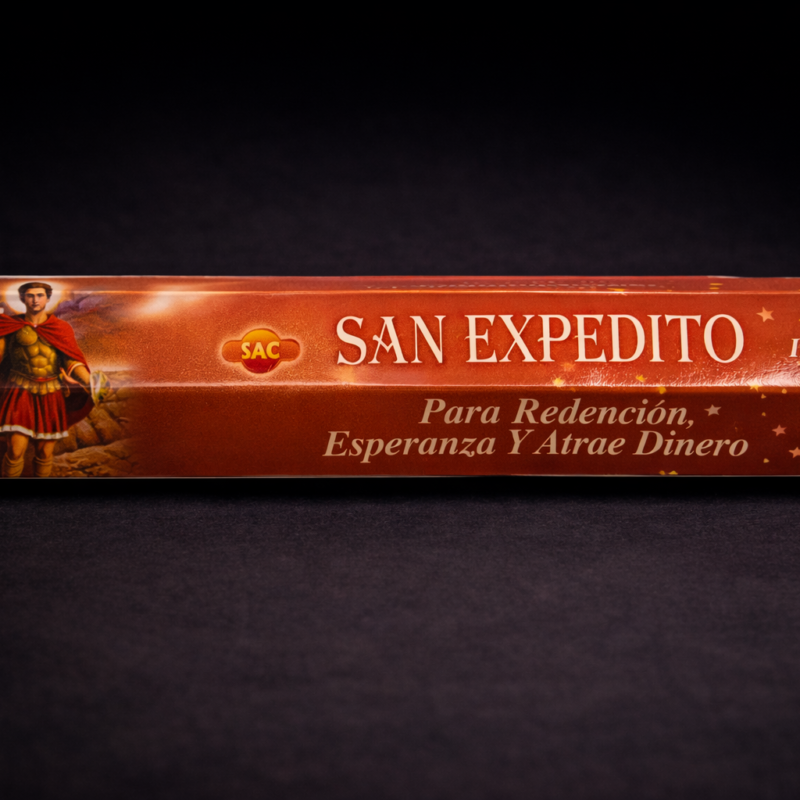 SAC
SAN EXPEDITO
Para Redención,
Esperanza Y Atrae Dinero